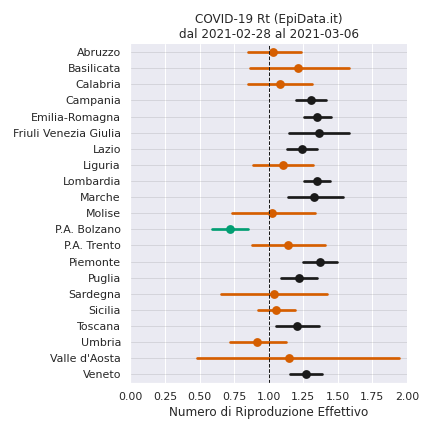 COVID-19 Rt (EpiData.it)
dal 2021-02-28 al 2021-03-06
Abruzzo
Basilicata
Calabria
Campania
Emilia-Romagna
Friuli Venezia Giulia
Lazio
Liguria
Lombardia
Marche
Molise
P.A. Bolzano
P.A. Trento
Piemonte
Puglia
Sardegna
Sicilia
Toscana
Umbria
Valle d'Aosta
Veneto
0.00 0.25 0.50 0.75 1.00 1.25 1.50 1.75 2.00
Numero di Riproduzione Effettivo